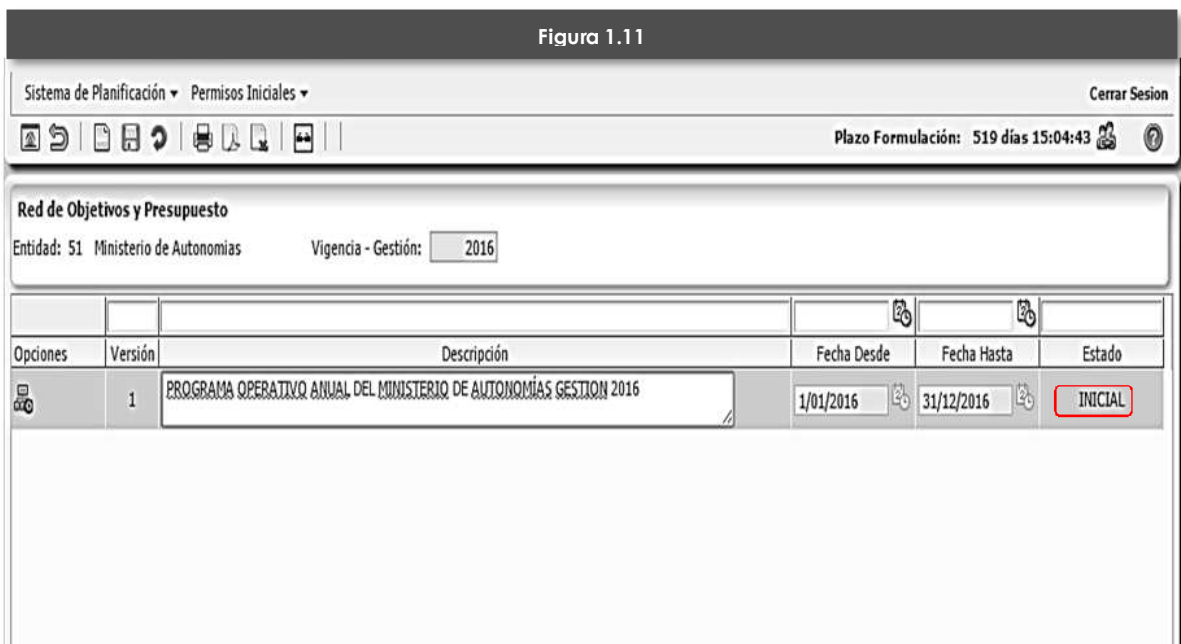 Figura 1.11
Sistema de Planificación Permisos Iniciales Cerrar Sesion
Plazo Formulación: 519 días 15:04:43
Red de Objetivos y Presupuesto
Entidad: 51 Ministerio de Autonomias Vigencia - Gestión: 2016
Opciones Versión Descripción Fecha Desde Fecha Hasta Estado
1 PROGRAMA OPERATIVO ANUAL DEL MINISTERIO DE AUTONOMÍAS GESTION 2016 1/01/2016 31/12/2016 INICIAL